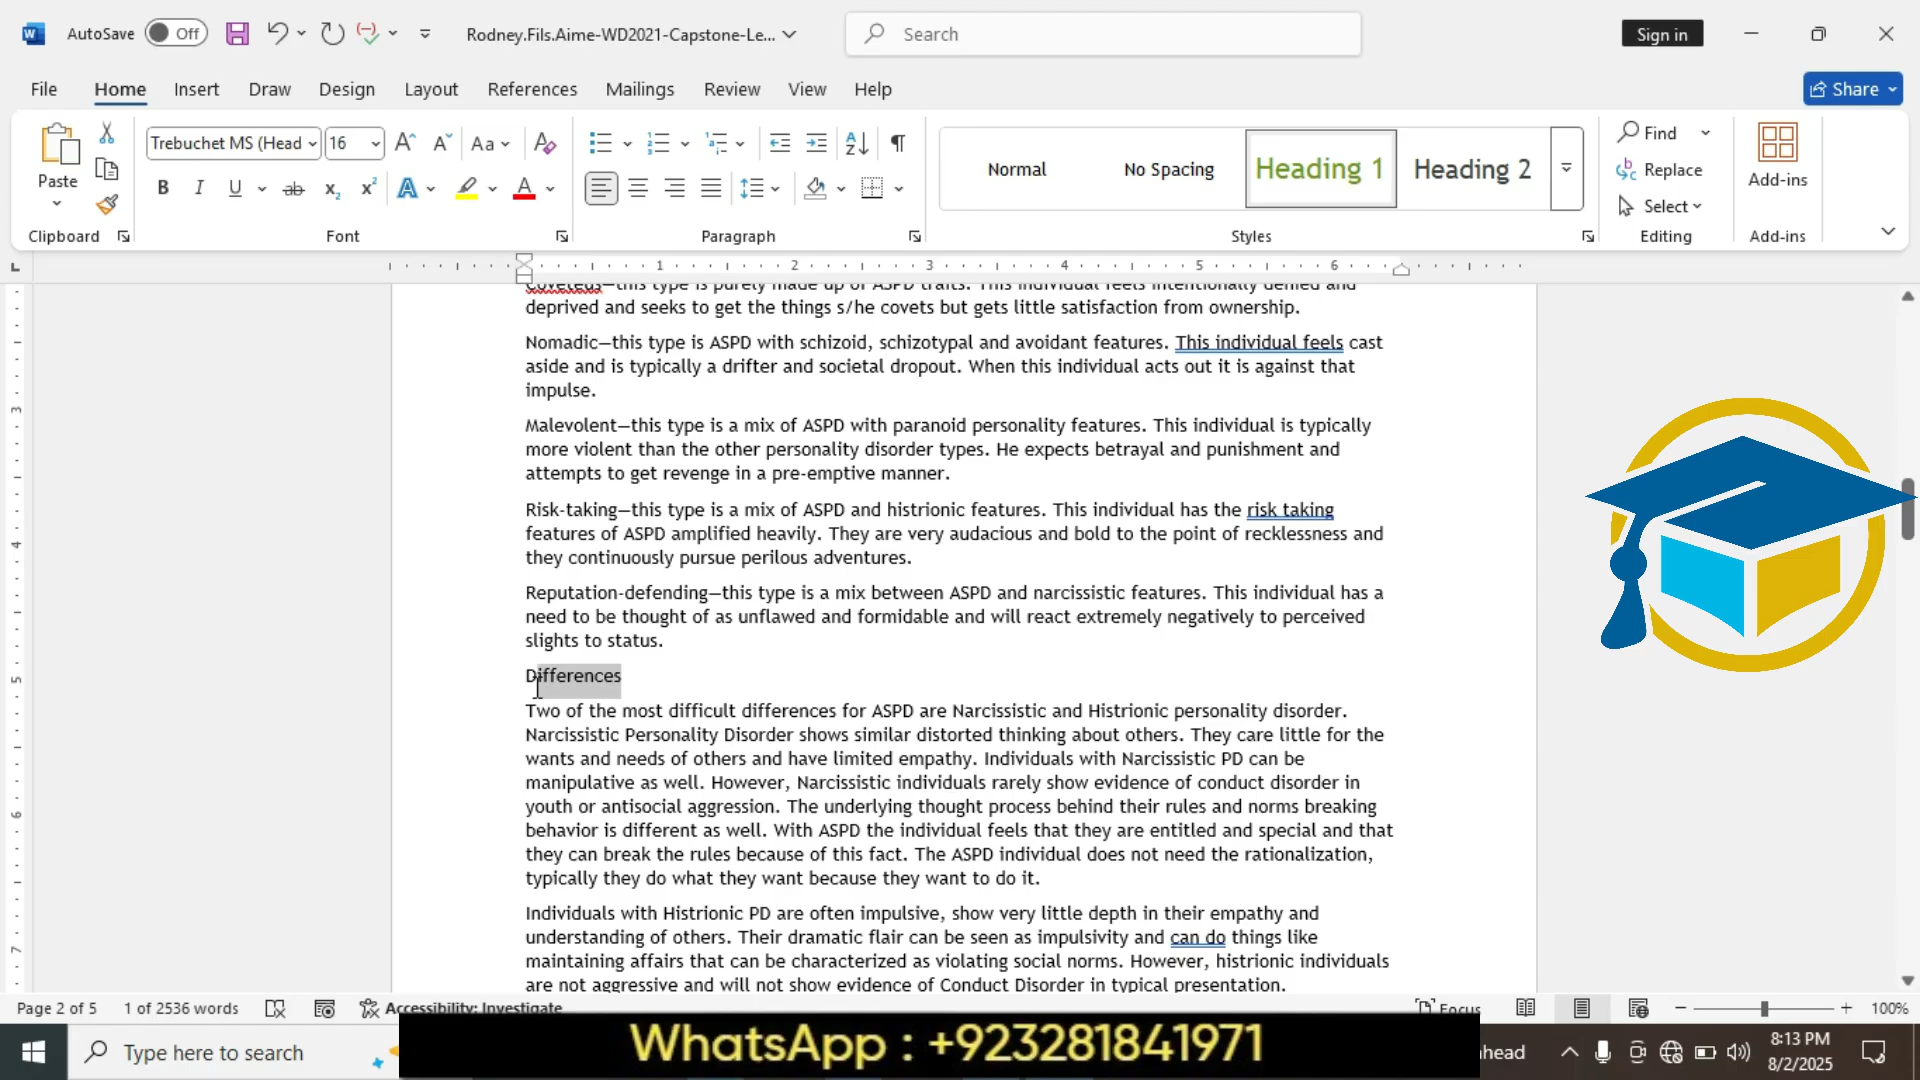 AutoSave
Off
Rodney.Fils.Aime-WD2021-Capstone-Le...
Search
Sign in
File
Home
Insert
Draw
Design
Layout
References
Mailings
Review
View
Help
Share
Paste
Trebuchet MS (Head
16
Normal
No Spacing
Heading 1
Heading 2
Find
Replace
Select
Add-ins
Clipboard
Font
Paragraph
Styles
Editing
Add-ins
Coveteus—this type is purely made up of ASPD traits. This individual feels intentionally denied and
deprived and seeks to get the things s/he covets but gets little satisfaction from ownership.
Nomadic—this type is ASPD with schizoid, schizotypal and avoidant features. This individual feels cast
aside and is typically a drifter and societal dropout. When this individual acts out it is against that
impulse.
Malevolent—this type is a mix of ASPD with paranoid personality features. This individual is typically
more violent than the other personality disorder types. He expects betrayal and punishment and
attempts to get revenge in a pre-emptive manner.
Risk-taking—this type is a mix of ASPD and histrionic features. This individual has the risk taking
features of ASPD amplified heavily. They are very audacious and bold to the point of recklessness and
they continuously pursue perilous adventures.
Reputation-defending—this type is a mix between ASPD and narcissistic features. This individual has a
need to be thought of as unflawed and formidable and will react extremely negatively to perceived
slights to status.
Differences
Two of the most difficult differences for ASPD are Narcissistic and Histrionic personality disorder.
Narcissistic Personality Disorder shows similar distorted thinking about others. They care little for the
wants and needs of others and have limited empathy. Individuals with Narcissistic PD can be
manipulative as well. However, Narcissistic individuals rarely show evidence of conduct disorder in
youth or antisocial aggression. The underlying thought process behind their rules and norms breaking
behavior is different as well. With ASPD the individual feels that they are entitled and special and that
they can break the rules because of this fact. The ASPD individual does not need the rationalization,
typically they do what they want because they want to do it.
Individuals with Histrionic PD are often impulsive, show very little depth in their empathy and
understanding of others. Their dramatic flair can be seen as impulsivity and can do things like
maintaining affairs that can be characterized as violating social norms. However, histrionic individuals
are not aggressive and will not show evidence of Conduct Disorder in typical presentation.
Page 2 of 5
1 of 2536 words
Accessibility: Investigate
Focus
100%
Type here to search
WhatsApp : +923281841971
head
8:13 PM
8/2/2025